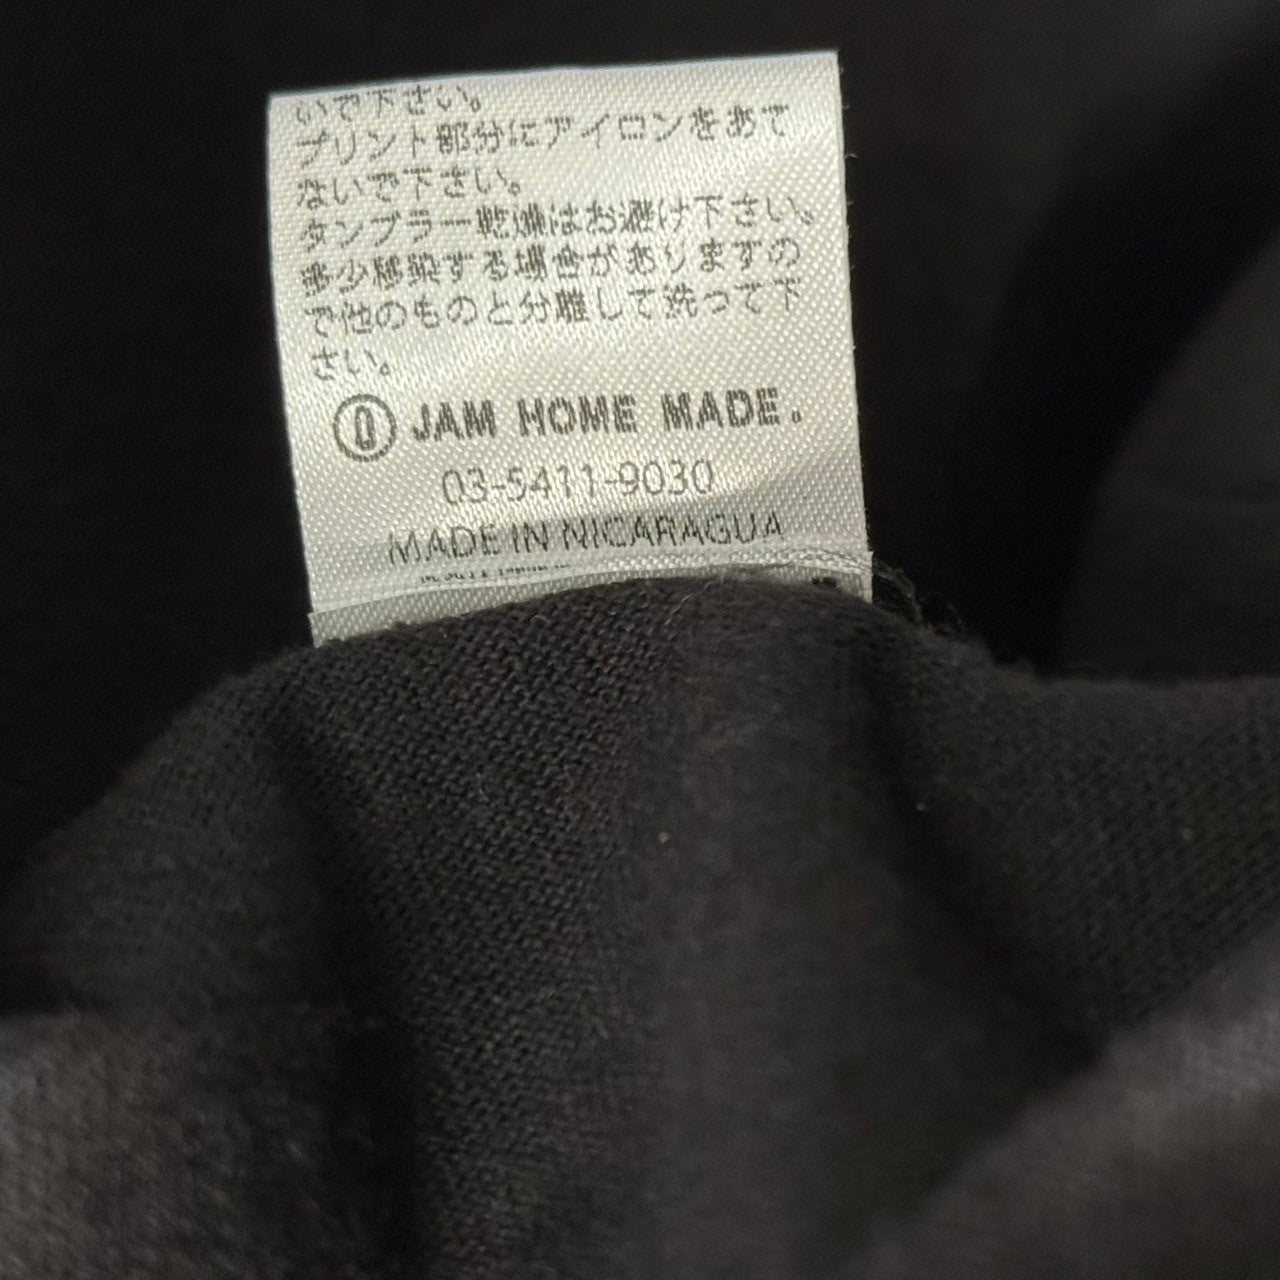 いで下さい。
プリント部分にアイロンをあて
ないで下さい。
タンブラー乾燥はお避け下さい。
多少移染する場合がありますの
で他のものと分離して洗って下
さい。
JAM HOME MADE.
03-5411-9030
MADE IN NICARAGUA